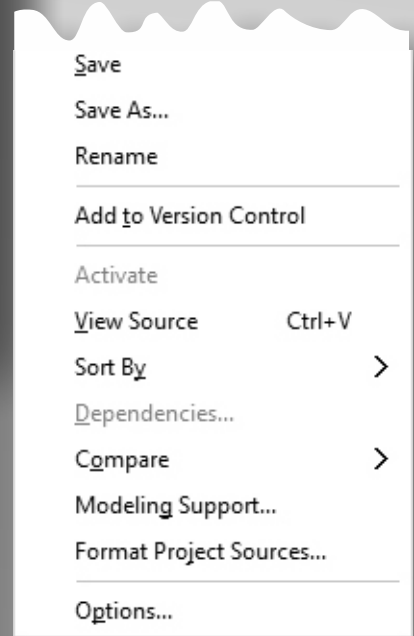 Save
Save As...
Rename
Add to Version Control
Activate
View Source Ctrl+V
Sort By
Dependencies...
Compare
Modeling Support...
Format Project Sources...
Options...